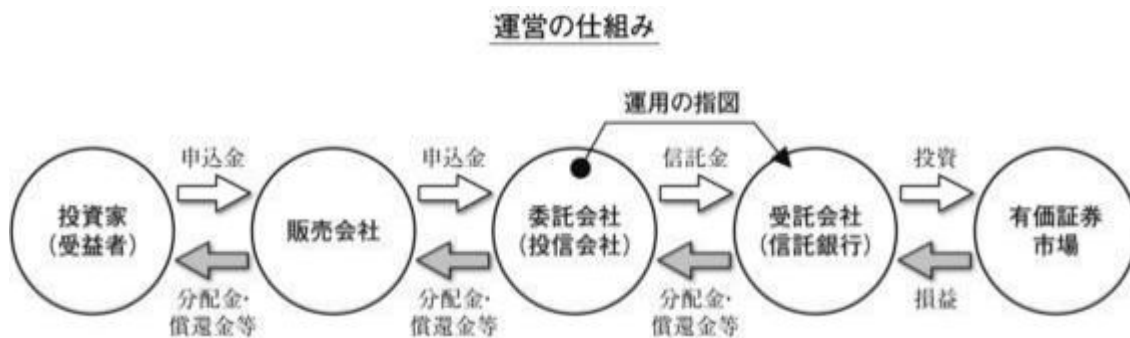 運営の仕組み
運用の指図
申込金
申込金
信託金
投資
投資家
(受益者)
販売会社
委託会社
(投信会社)
受託会社
(信託銀行)
有価証券
市場
分配金・
償還金等
分配金・
償還金等
分配金・
償還金等
損益